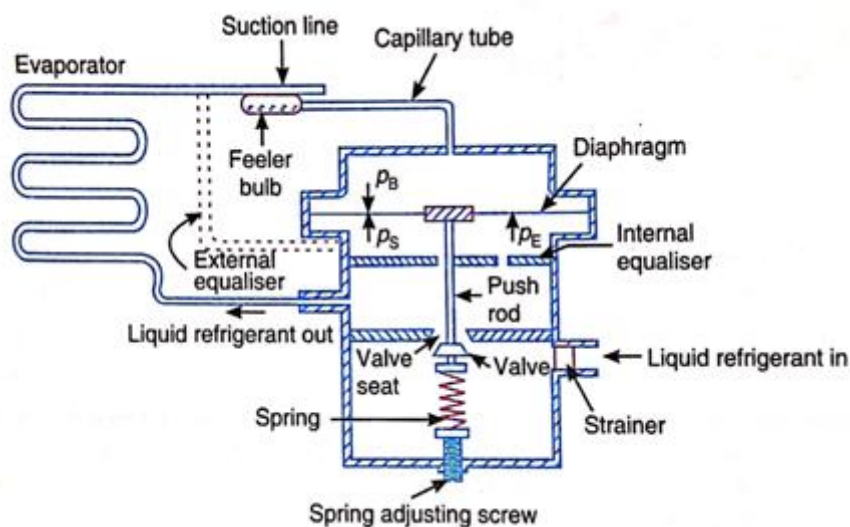 Suction line
Capillary tube
Evaporator
Feeler
bulb
Diaphragm
pB
pS
pE
Internal
equaliser
External
equaliser
Push
rod
Liquid refrigerant out
Valve
seat
Valve
Liquid refrigerant in
Spring
Strainer
Spring adjusting screw